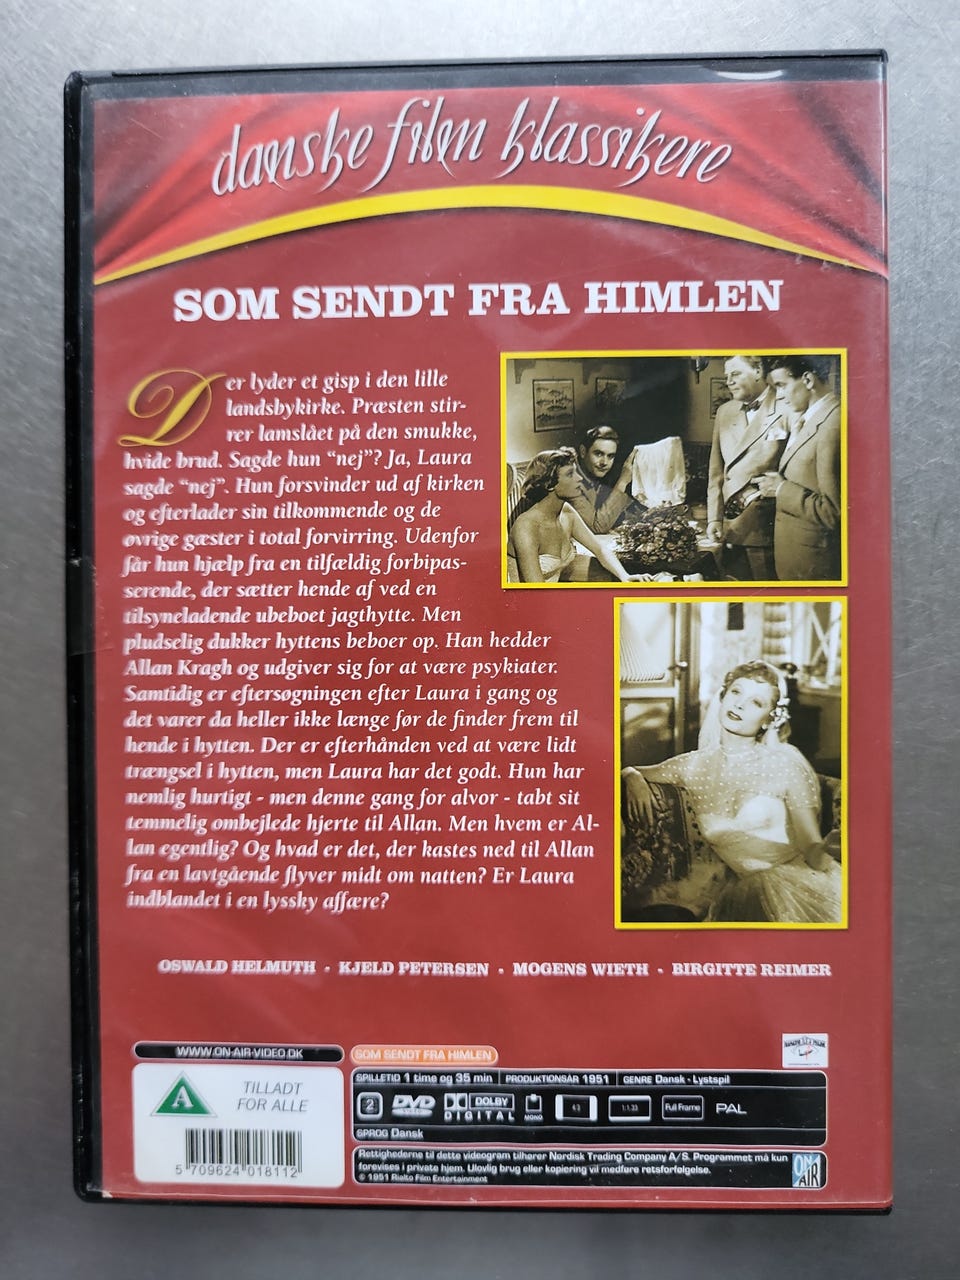 danske film klassikere
SOM SENDT FRA HIMLEN
Der lyder et gisp i den lille
landsbykirke. Præsten stir-
rer lamslået på den smukke,
hvide brud. Sagde hun “nej”? Ja, Laura
sagde “nej”. Hun forsvinder ud af kirken
og efterlader sin tilkommende og de
øvrige gæster i total forvirring. Udenfor
får hun hjælp fra en tilfældig forbipas-
serende, der sætter hende af ved en
tilsyneladende ubeboet jagthytte. Men
pludselig dukker hyttens beboer op. Han hedder
Allan Kragh og udgiver sig for at være psykiater.
Samtidig er eftersøgningen efter Laura i gang og
det varer da heller ikke længe før de finder frem til
hende i hytten. Der er efterhånden ved at være lidt
trængsel i hytten, men Laura har det godt. Hun har
nemlig hurtigt - men denne gang for alvor - tabt sit
temmelig ombejlede hjerte til Allan. Men hvem er Al-
lan egentlig? Og hvad er det, der kastes ned til Allan
fra en lavtgående flyver midt om natten? Er Laura
indblandet i en lyssky affære?
OSWALD HELMUTH · KJELD PETERSEN · MOGENS WIETH · BIRGITTE REIMER
WWW.ON-AIR-VIDEO.DK
SOM SENDT FRA HIMLEN
A TILLADT
FOR ALLE
5 709624 018112
SPILLETID 1 time og 35 min PRODUKTIONSÅR 1951 GENRE Dansk - Lystspil
2 DVD VIDEO DOLBY DIGITAL MONO 4:3 1:1.33 Full Frame PAL
SPROG Dansk
Rettighederne til dette videogram tilhører Nordisk Trading Company A/S. Programmet må kun
forevises i private hjem. Ulovlig brug eller kopiering vil medføre retsforfølgelse.
© 1951 Rialto Film Entertainment
ON AIR